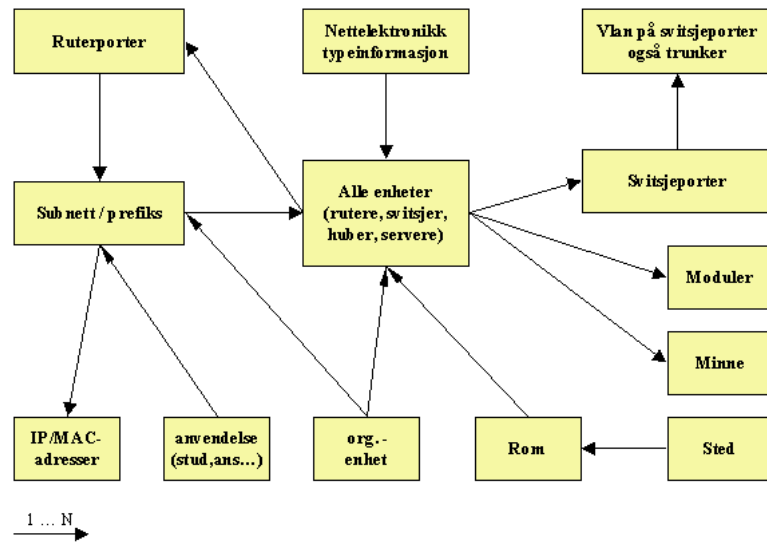 Ruterporter
Nettelektronikk
typeinformasjon
Vlan på svitsjeporter
også trunker
Subnett / prefiks
Alle enheter
(rutere, svitsjer,
huber, servere)
Svitsjeporter
Moduler
Minne
IP/MAC-
adresser
anvendelse
(stud,ans...)
org.-
enhet
Rom
Sted
1 ... N